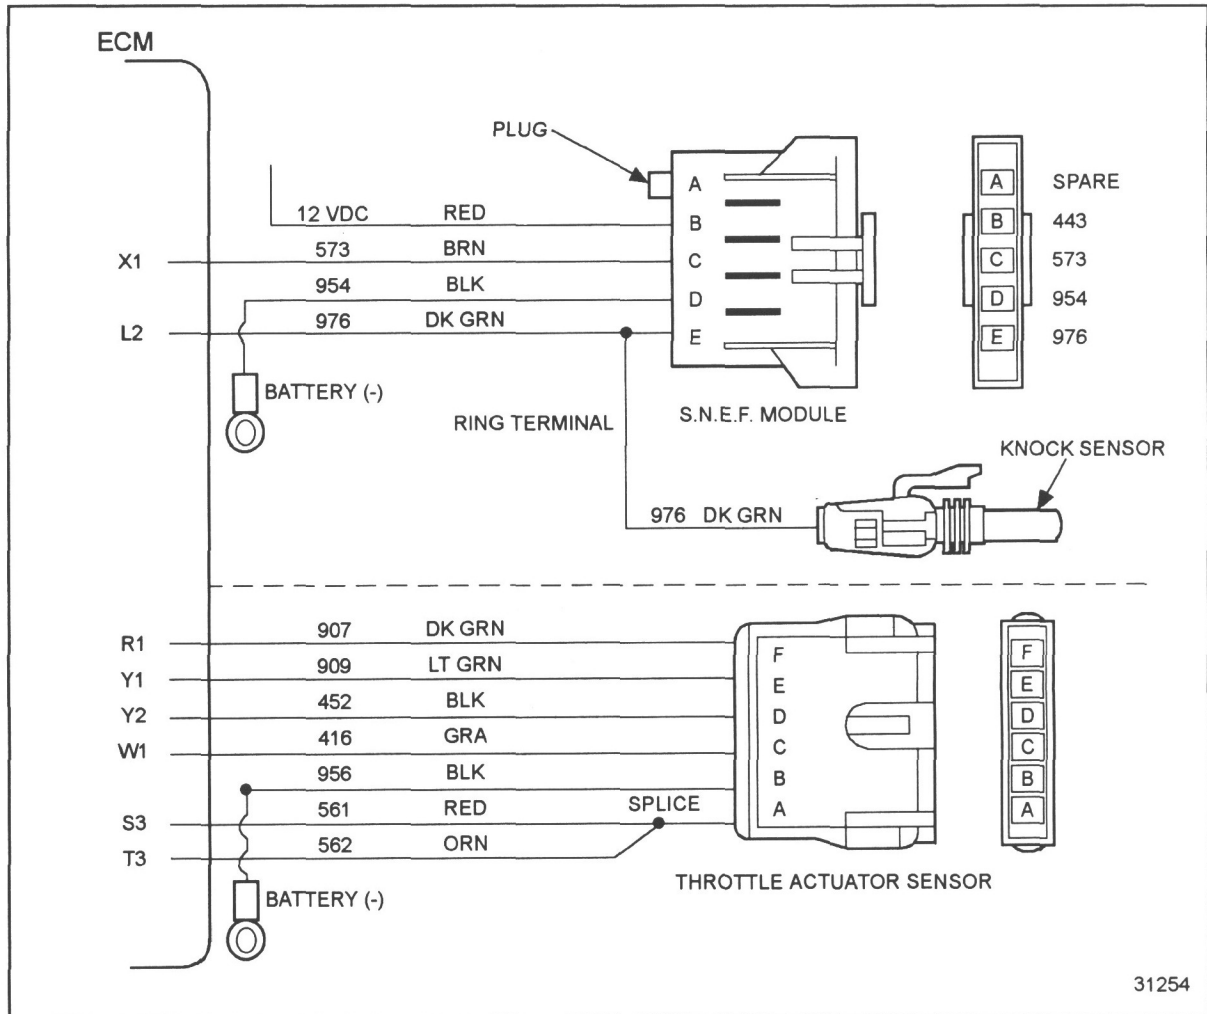 ECM
PLUG
A
SPARE
A
12 VDC RED
B
B
443
X1
573 BRN
C
C
573
954 BLK
D
D
954
L2
976 DK GRN
E
E
976
BATTERY (-)
RING TERMINAL
S.N.E.F. MODULE
KNOCK SENSOR
976 DK GRN
R1
907 DK GRN
F
F
Y1
909 LT GRN
E
E
Y2
452 BLK
D
D
W1
416 GRA
C
C
956 BLK
B
B
S3
561 RED
SPLICE
A
A
T3
562 ORN
BATTERY (-)
THROTTLE ACTUATOR SENSOR
31254